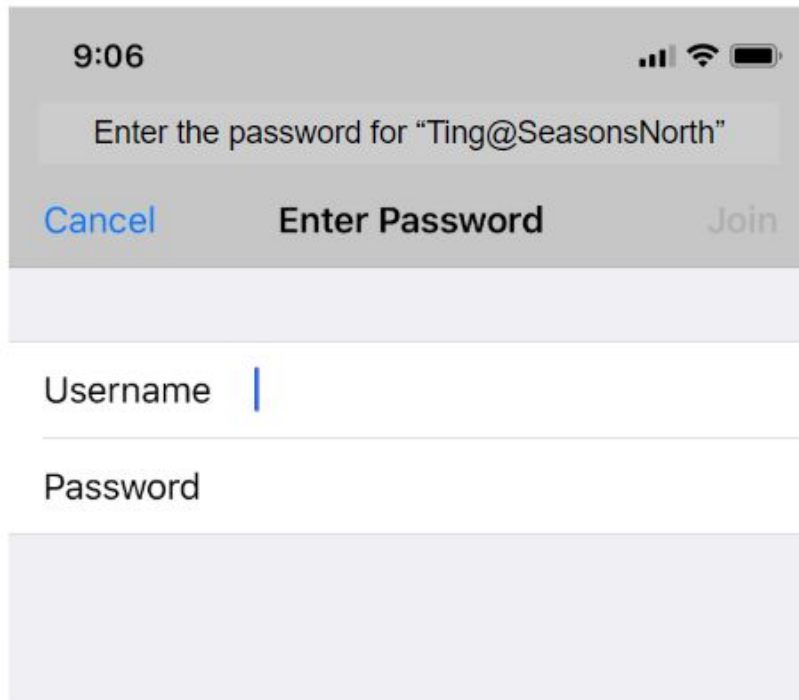 9:06
Enter the password for “Ting@SeasonsNorth”
Cancel Enter Password Join
Username
Password